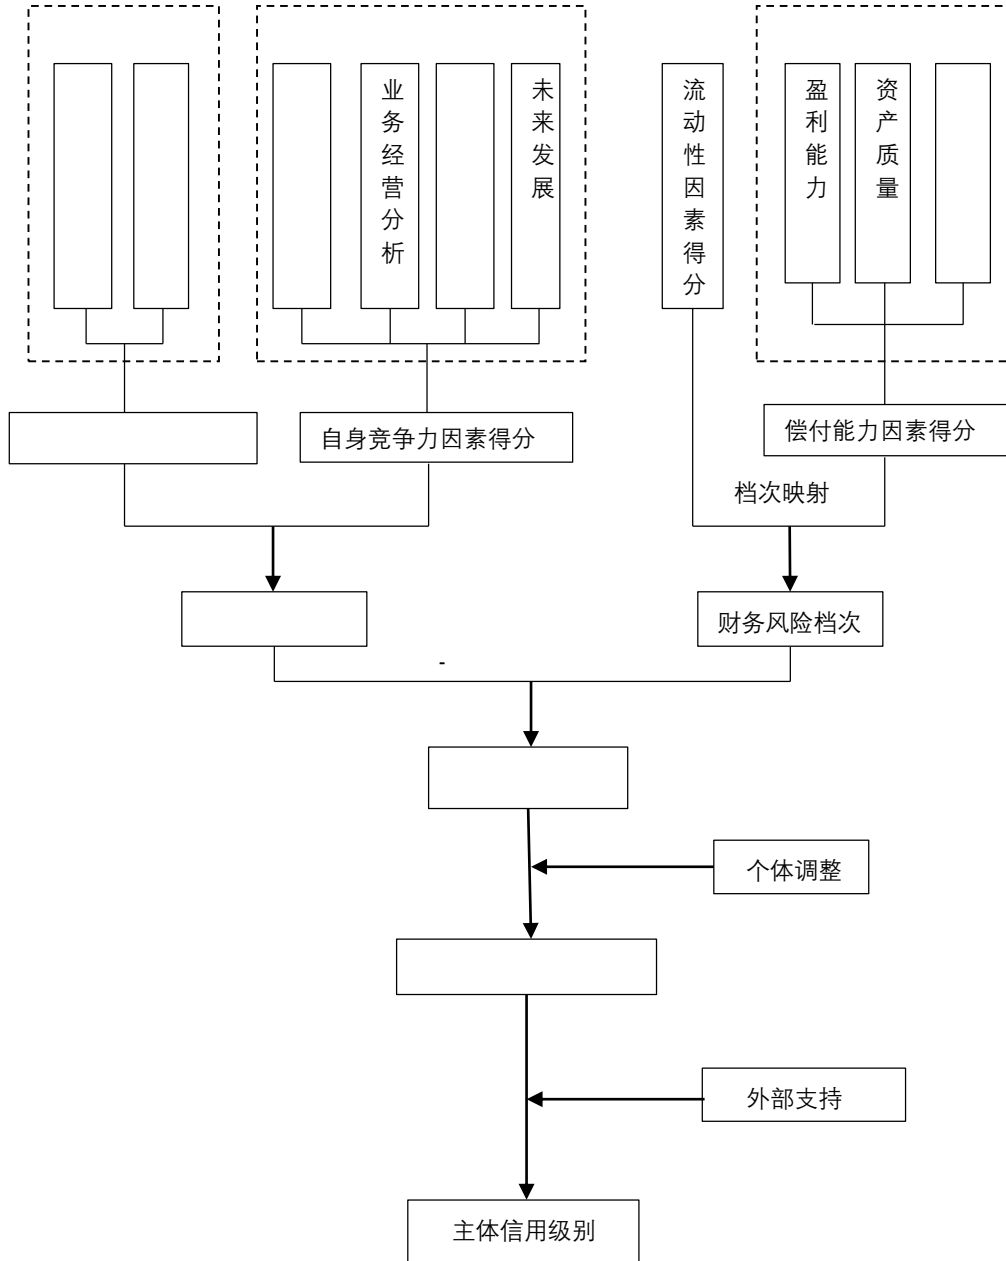 业务经营分析
未来发展
流动性因素得分
盈利能力
资产质量
自身竞争力因素得分
偿付能力因素得分
档次映射
财务风险档次
-
个体调整
外部支持
主体信用级别